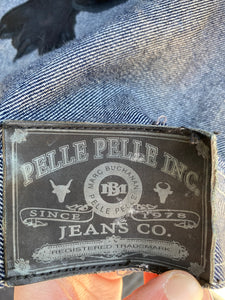 PELLE PELLE INC.
MARC BUCHANAN
MB
PELLE PELLE
SINCE 1978
JEANS CO.
REGISTERED TRADEMARK